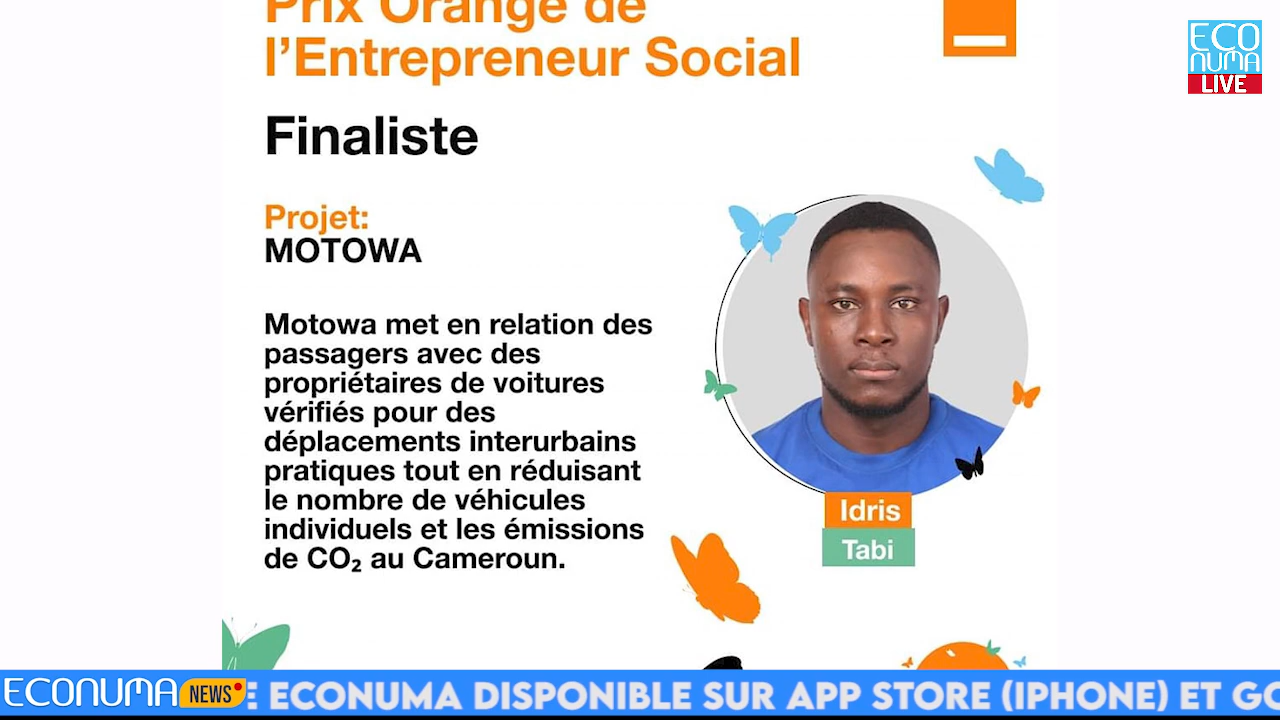 Prix Orange de
l’Entrepreneur Social
ECO
NUMA
LIVE
Finaliste
Projet:
MOTOWA
Motowa met en relation des
passagers avec des
propriétaires de voitures
vérifiés pour des
déplacements interurbains
pratiques tout en réduisant
le nombre de véhicules
individuels et les émissions
de CO₂ au Cameroun.
Idris
Tabi
ECONUMA NEWS
E ECONUMA DISPONIBLE SUR APP STORE (IPHONE) ET GO